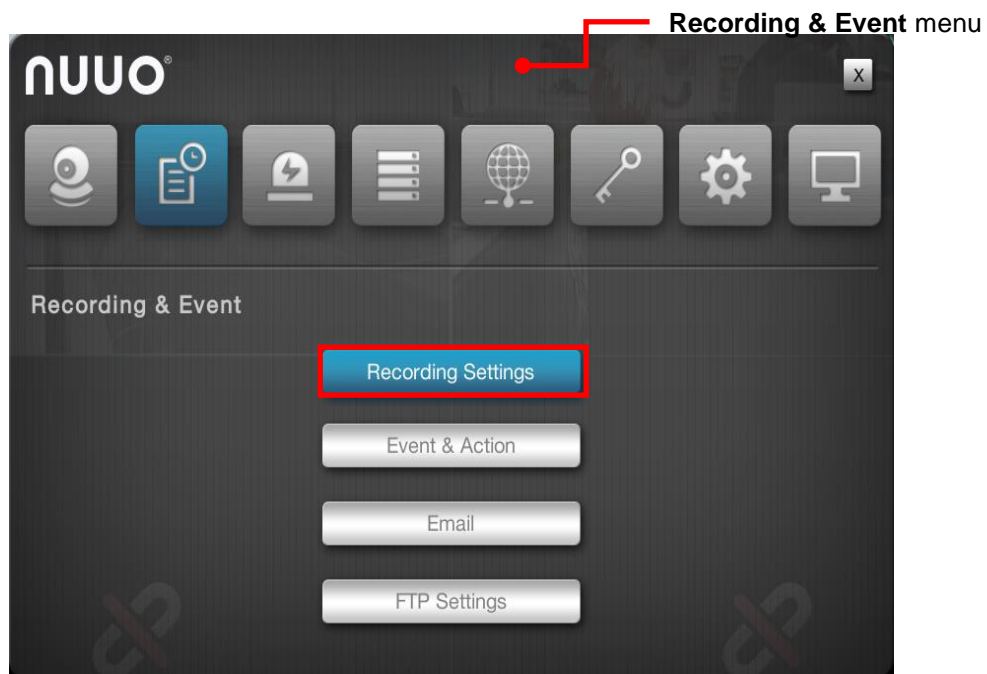 Recording & Event menu
nuuo®
X
Recording & Event
Recording Settings
Event & Action
Email
FTP Settings